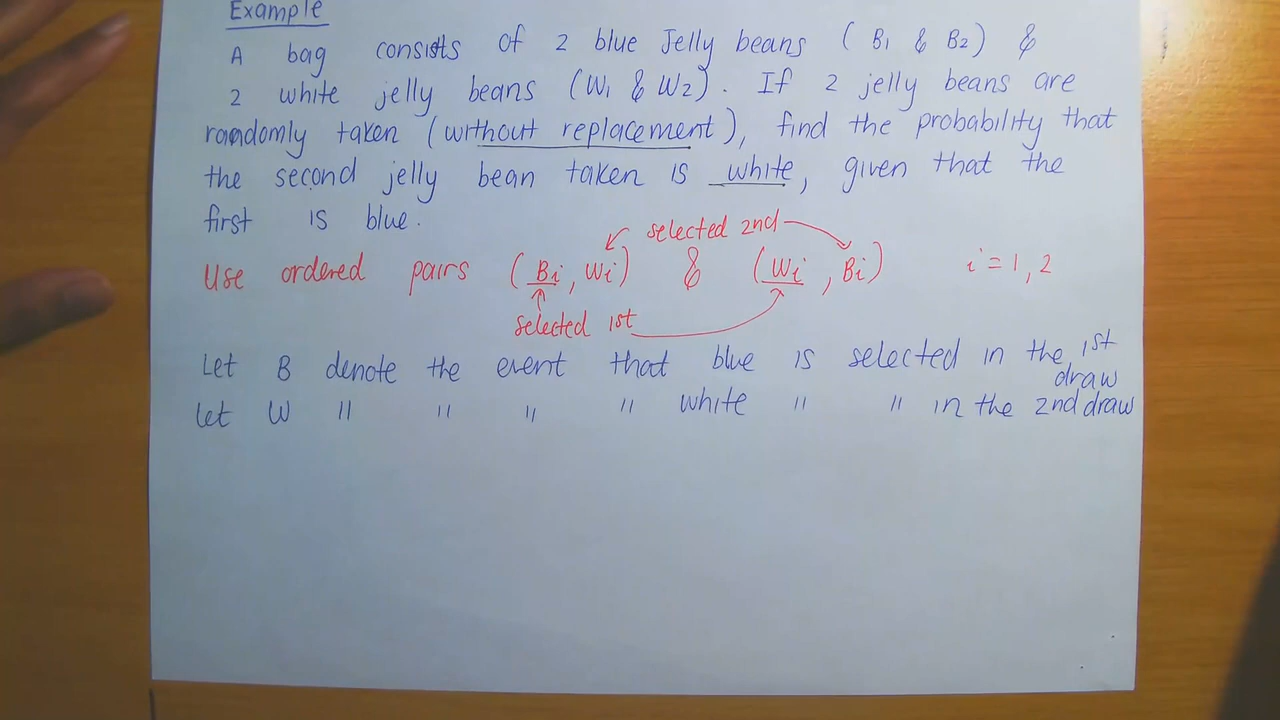 Example
A bag consists of 2 blue Jelly beans ( B1 & B2) &
2 white jelly beans (W1 & W2). If 2 jelly beans are
randomly taken (without replacement), find the probability that
the second jelly bean taken is white, given that the
first is blue.
selected 2nd
Use ordered pairs (Bi, Wi) & (Wi, Bi) i = 1, 2
selected 1st
Let B denote the event that blue is selected in the 1st
draw
Let W " " " " white " " in the 2nd draw